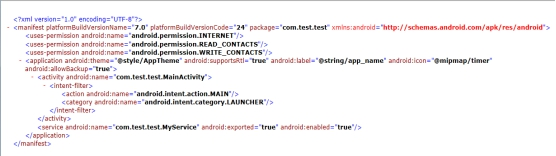 <?xml version="1.0" encoding="UTF-8"?>
- <manifest platformBuildVersionName="7.0" platformBuildVersionCode="24" package="com.test.test" xmlns:android="http://schemas.android.com/apk/res/android">
<uses-permission android:name="android.permission.INTERNET"/>
<uses-permission android:name="android.permission.READ_CONTACTS"/>
<uses-permission android:name="android.permission.WRITE_CONTACTS"/>
- <application android:theme="@style/AppTheme" android:supportsRtl="true" android:label="@string/app_name" android:icon="@mipmap/timer"
android:allowBackup="true">
- <activity android:name="com.test.test.MainActivity">
- <intent-filter>
<action android:name="android.intent.action.MAIN"/>
<category android:name="android.intent.category.LAUNCHER"/>
</intent-filter>
</activity>
<service android:name="com.test.test.MyService" android:exported="true" android:enabled="true"/>
</application>
</manifest>